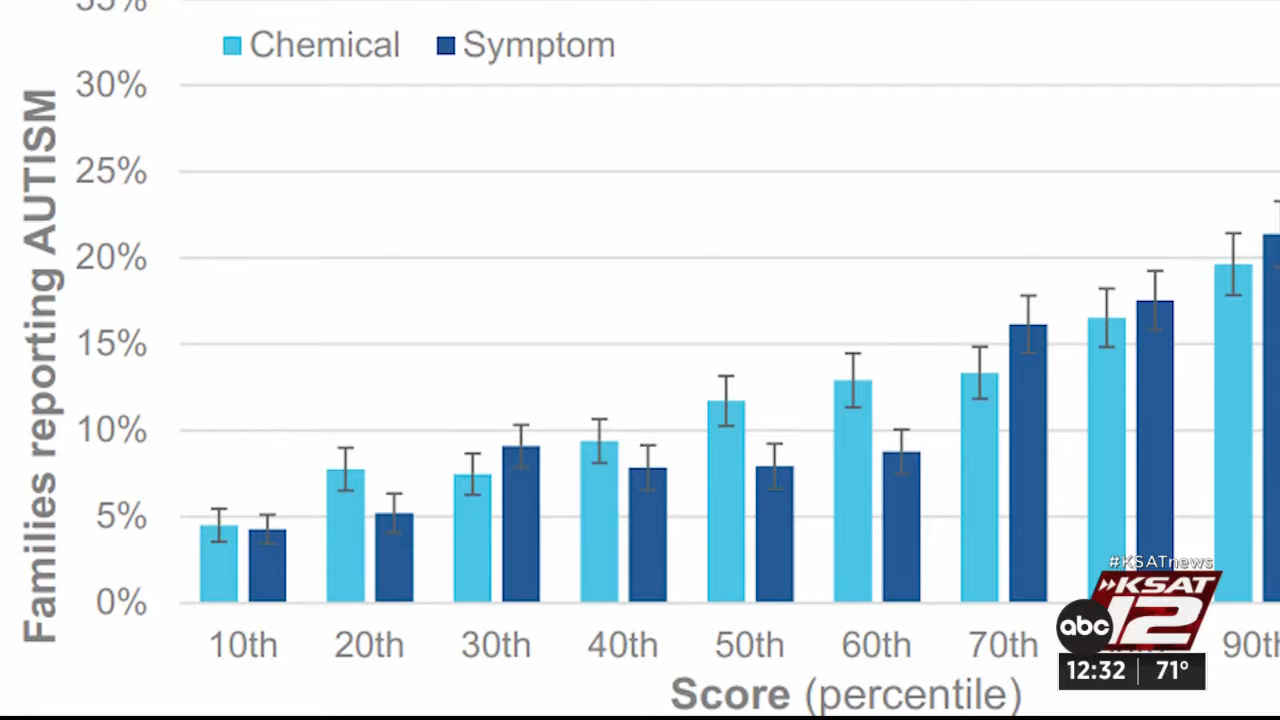 35%
Chemical Symptom
30%
25%
20%
15%
10%
5%
0%
Families reporting AUTISM
10th 20th 30th 40th 50th 60th 70th 90th
Score (percentile)
#KSATnews
KSAT
abc 12
12:32 71°